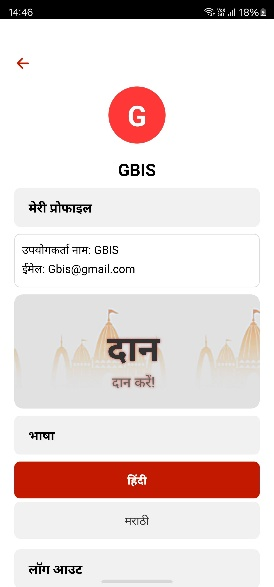 14:46
18%
G
GBIS
मेरी प्रोफाइल
उपयोगकर्ता नाम: GBIS
ईमेल: Gbis@gmail.com
दान
दान करें!
भाषा
हिंदी
मराठी
लॉग आउट